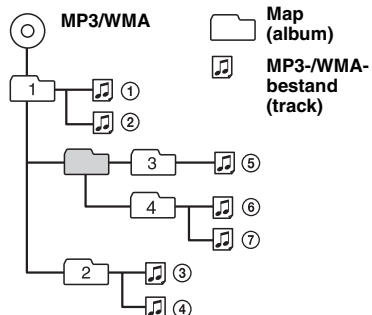 MP3/WMA
Map
(album)
MP3-/WMA-
bestand
(track)
1
①
②
3
⑤
4
⑥
⑦
2
③
④